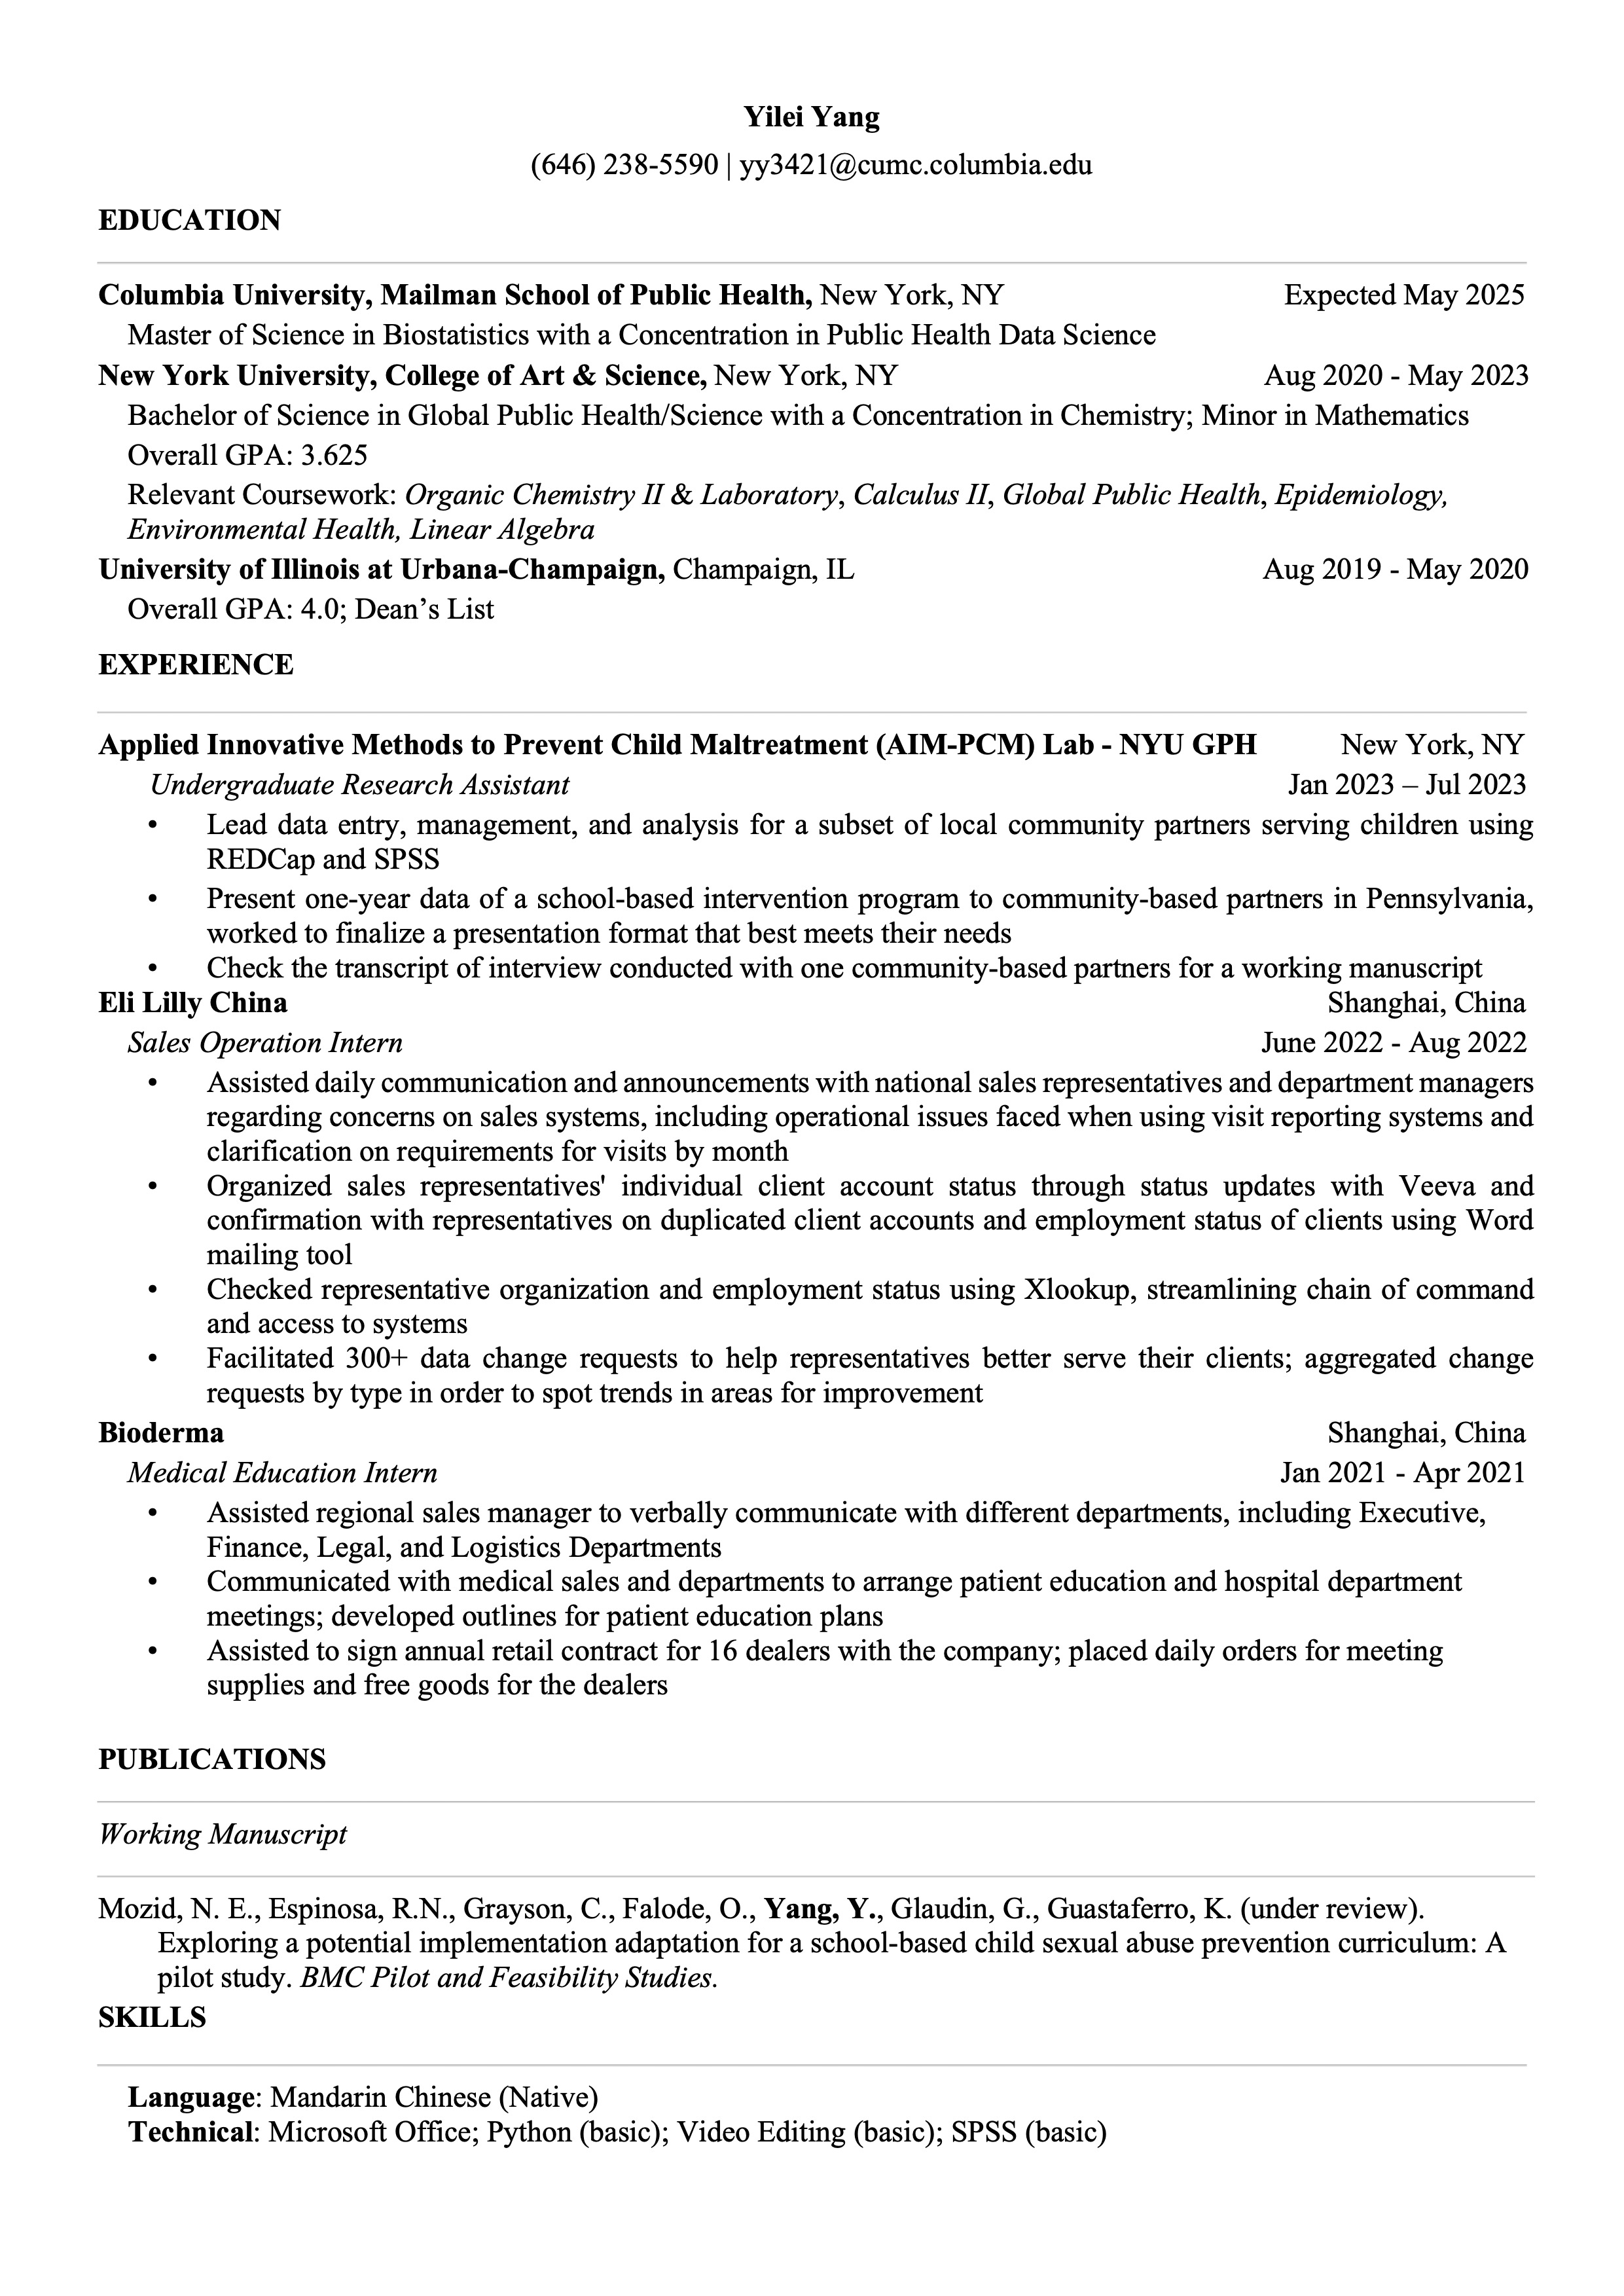 Yilei Yang
(646) 238-5590 | yy3421@cumc.columbia.edu
EDUCATION
Columbia University, Mailman School of Public Health, New York, NY Expected May 2025
Master of Science in Biostatistics with a Concentration in Public Health Data Science
New York University, College of Art & Science, New York, NY Aug 2020 - May 2023
Bachelor of Science in Global Public Health/Science with a Concentration in Chemistry; Minor in Mathematics
Overall GPA: 3.625
Relevant Coursework: Organic Chemistry II & Laboratory, Calculus II, Global Public Health, Epidemiology,
Environmental Health, Linear Algebra
University of Illinois at Urbana-Champaign, Champaign, IL Aug 2019 - May 2020
Overall GPA: 4.0; Dean’s List
EXPERIENCE
Applied Innovative Methods to Prevent Child Maltreatment (AIM-PCM) Lab - NYU GPH New York, NY
Undergraduate Research Assistant Jan 2023 – Jul 2023
• Lead data entry, management, and analysis for a subset of local community partners serving children using
REDCap and SPSS
• Present one-year data of a school-based intervention program to community-based partners in Pennsylvania,
worked to finalize a presentation format that best meets their needs
• Check the transcript of interview conducted with one community-based partners for a working manuscript
Eli Lilly China Shanghai, China
Sales Operation Intern June 2022 - Aug 2022
• Assisted daily communication and announcements with national sales representatives and department managers
regarding concerns on sales systems, including operational issues faced when using visit reporting systems and
clarification on requirements for visits by month
• Organized sales representatives' individual client account status through status updates with Veeva and
confirmation with representatives on duplicated client accounts and employment status of clients using Word
mailing tool
• Checked representative organization and employment status using Xlookup, streamlining chain of command
and access to systems
• Facilitated 300+ data change requests to help representatives better serve their clients; aggregated change
requests by type in order to spot trends in areas for improvement
Bioderma Shanghai, China
Medical Education Intern Jan 2021 - Apr 2021
• Assisted regional sales manager to verbally communicate with different departments, including Executive,
Finance, Legal, and Logistics Departments
• Communicated with medical sales and departments to arrange patient education and hospital department
meetings; developed outlines for patient education plans
• Assisted to sign annual retail contract for 16 dealers with the company; placed daily orders for meeting
supplies and free goods for the dealers
PUBLICATIONS
Working Manuscript
Mozid, N. E., Espinosa, R.N., Grayson, C., Falode, O., Yang, Y., Glaudin, G., Guastaferro, K. (under review).
Exploring a potential implementation adaptation for a school-based child sexual abuse prevention curriculum: A
pilot study. BMC Pilot and Feasibility Studies.
SKILLS
Language: Mandarin Chinese (Native)
Technical: Microsoft Office; Python (basic); Video Editing (basic); SPSS (basic)